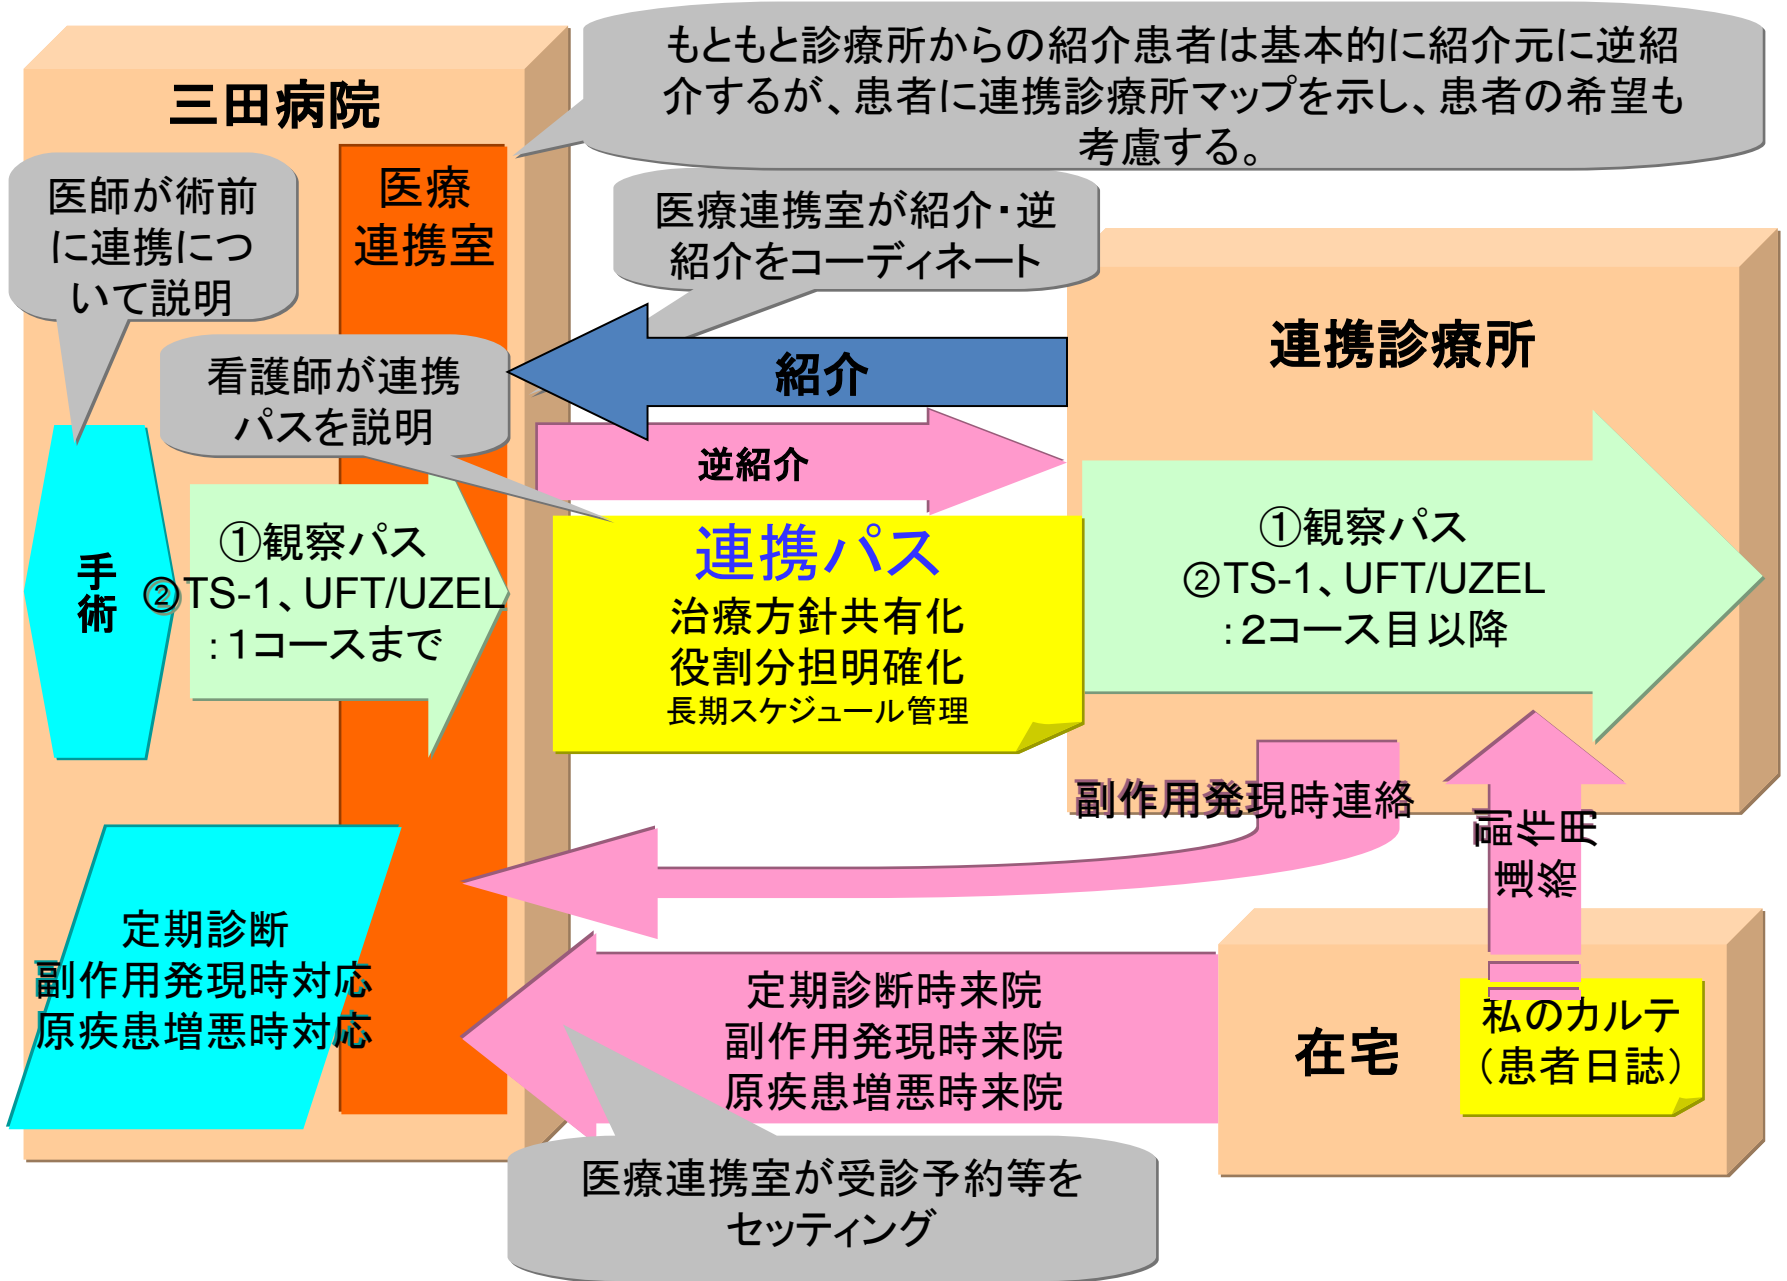 もともと診療所からの紹介患者は基本的に紹介元に逆紹
介するが、患者に連携診療所マップを示し、患者の希望も
考慮する。
三田病院
医療
連携室
医師が術前
に連携につ
いて説明
医療連携室が紹介・逆
紹介をコーディネート
連携診療所
看護師が連携
パスを説明
紹介
逆紹介
手術
①観察パス
②TS-1、UFT/UZEL
:1コースまで
連携パス
治療方針共有化
役割分担明確化
長期スケジュール管理
①観察パス
②TS-1、UFT/UZEL
:2コース目以降
副作用発現時連絡
副作用
連絡
定期診断
副作用発現時対応
原疾患増悪時対応
定期診断時来院
副作用発現時来院
原疾患増悪時来院
在宅
私のカルテ
(患者日誌)
医療連携室が受診予約等を
セッティング